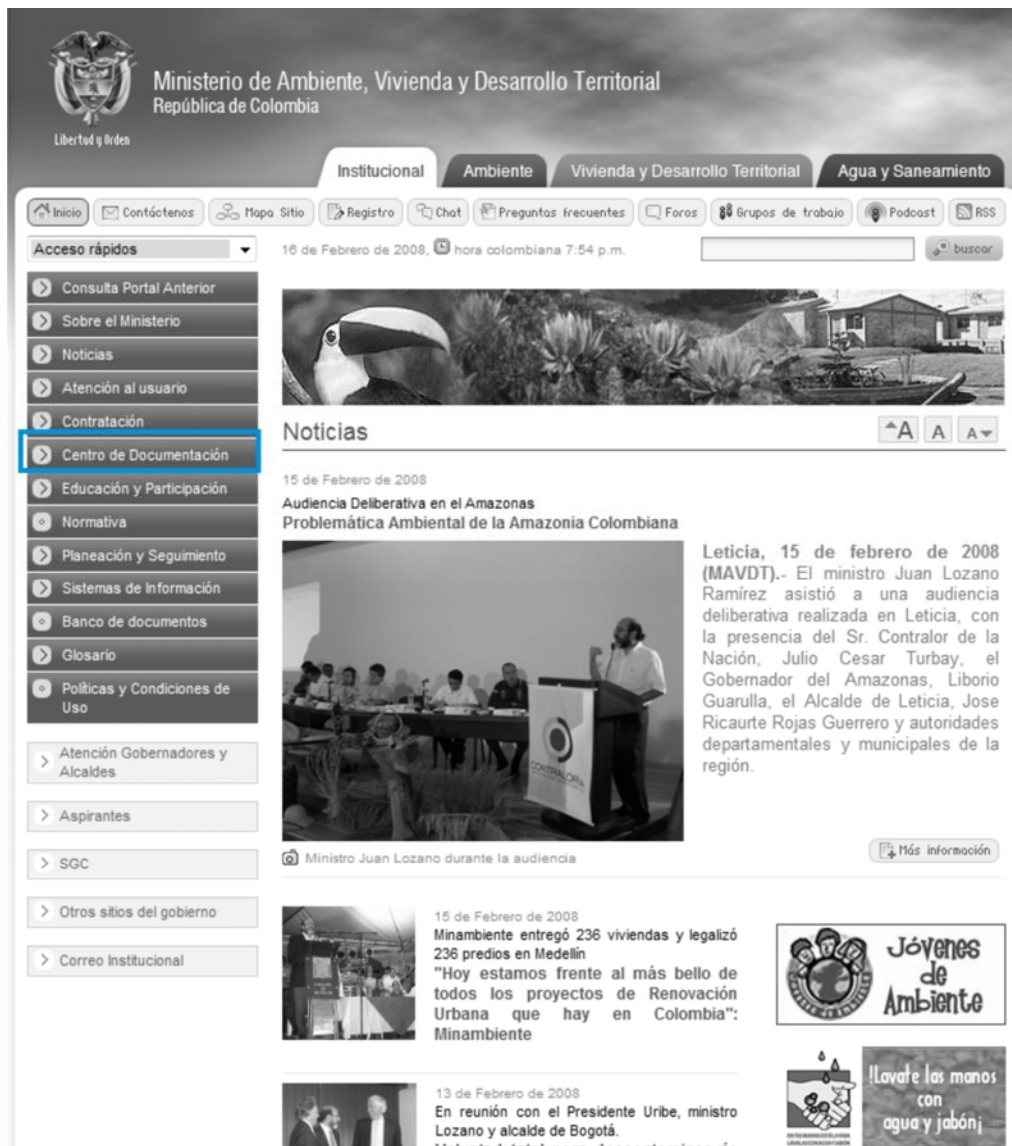 Ministerio de Ambiente, Vivienda y Desarrollo Territorial
República de Colombia
Libertad y Orden
Institucional
Ambiente
Vivienda y Desarrollo Territorial
Agua y Saneamiento
Inicio
Contáctenos
Mapa Sitio
Registro
Chat
Preguntas frecuentes
Foros
Grupos de trabajo
Podcast
RSS
Acceso rápidos
16 de Febrero de 2008, hora colombiana 7:54 p.m.
buscar
Consulta Portal Anterior
Sobre el Ministerio
Noticias
Atención al usuario
Contratación
Centro de Documentación
Educación y Participación
Normativa
Planeación y Seguimiento
Sistemas de Información
Banco de documentos
Glosario
Políticas y Condiciones de
Uso
Atención Gobernadores y
Alcaldes
Aspirantes
SGC
Otros sitios del gobierno
Correo Institucional
Noticias
A A A
15 de Febrero de 2008
Audiencia Deliberativa en el Amazonas
Problemática Ambiental de la Amazonia Colombiana
CONTRALORÍA
Leticia, 15 de febrero de 2008
(MAVDT).- El ministro Juan Lozano
Ramírez asistió a una audiencia
deliberativa realizada en Leticia, con
la presencia del Sr. Contralor de la
Nación, Julio Cesar Turbay, el
Gobernador del Amazonas, Liborio
Guarulla, el Alcalde de Leticia, Jose
Ricaurte Rojas Guerrero y autoridades
departamentales y municipales de la
región.
Ministro Juan Lozano durante la audiencia
Más información
15 de Febrero de 2008
Minambiente entregó 236 viviendas y legalizó
236 predios en Medellín
"Hoy estamos frente al más bello de
todos los proyectos de Renovación
Urbana que hay en Colombia":
Minambiente
Jóvenes
de
Ambiente
13 de Febrero de 2008
En reunión con el Presidente Uribe, ministro
Lozano y alcalde de Bogotá.
!Lavate las manos
con
agua y jabón¡